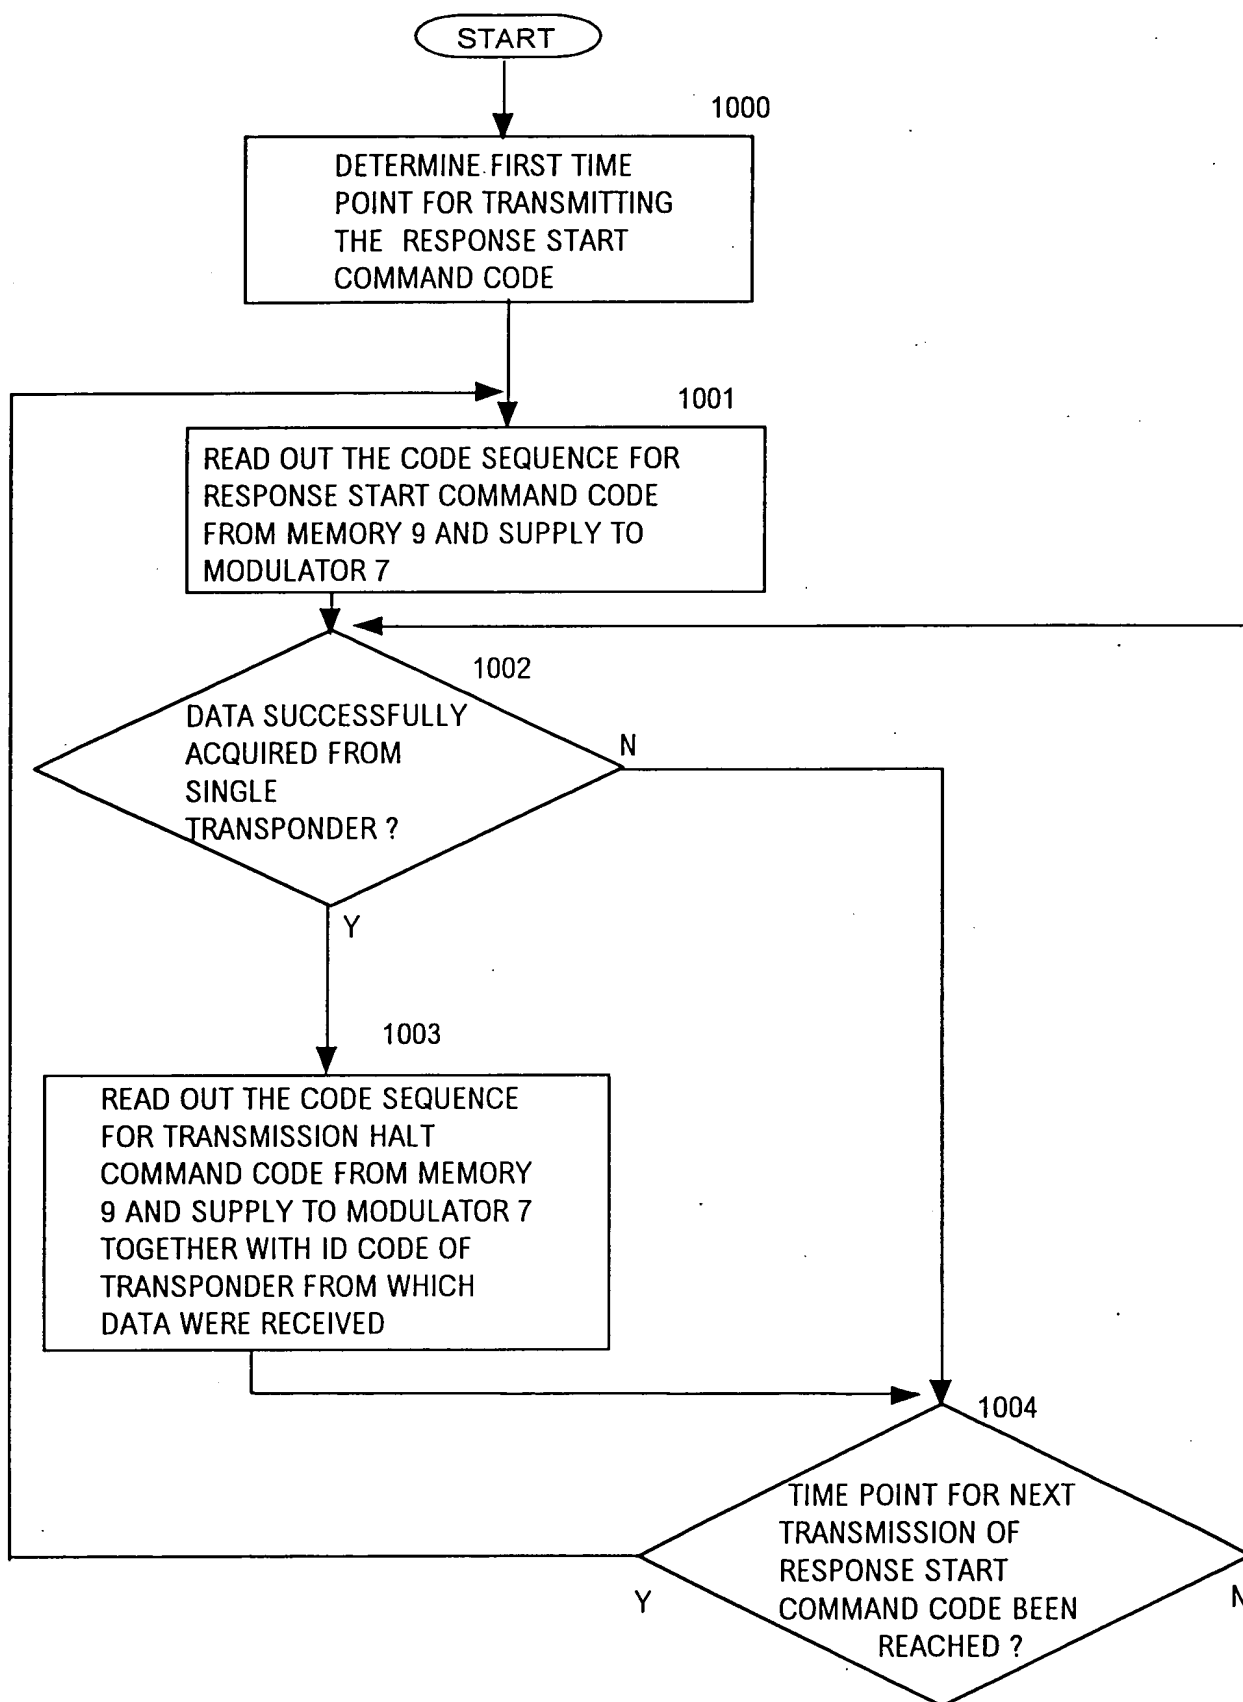 START
1000
DETERMINE FIRST TIME
POINT FOR TRANSMITTING
THE RESPONSE START
COMMAND CODE
1001
READ OUT THE CODE SEQUENCE FOR
RESPONSE START COMMAND CODE
FROM MEMORY 9 AND SUPPLY TO
MODULATOR 7
1002
DATA SUCCESSFULLY
ACQUIRED FROM
SINGLE
TRANSPONDER ?
N
Y
1003
READ OUT THE CODE SEQUENCE
FOR TRANSMISSION HALT
COMMAND CODE FROM MEMORY
9 AND SUPPLY TO MODULATOR 7
TOGETHER WITH ID CODE OF
TRANSPONDER FROM WHICH
DATA WERE RECEIVED
1004
TIME POINT FOR NEXT
TRANSMISSION OF
RESPONSE START
COMMAND CODE BEEN
REACHED ?
Y
N